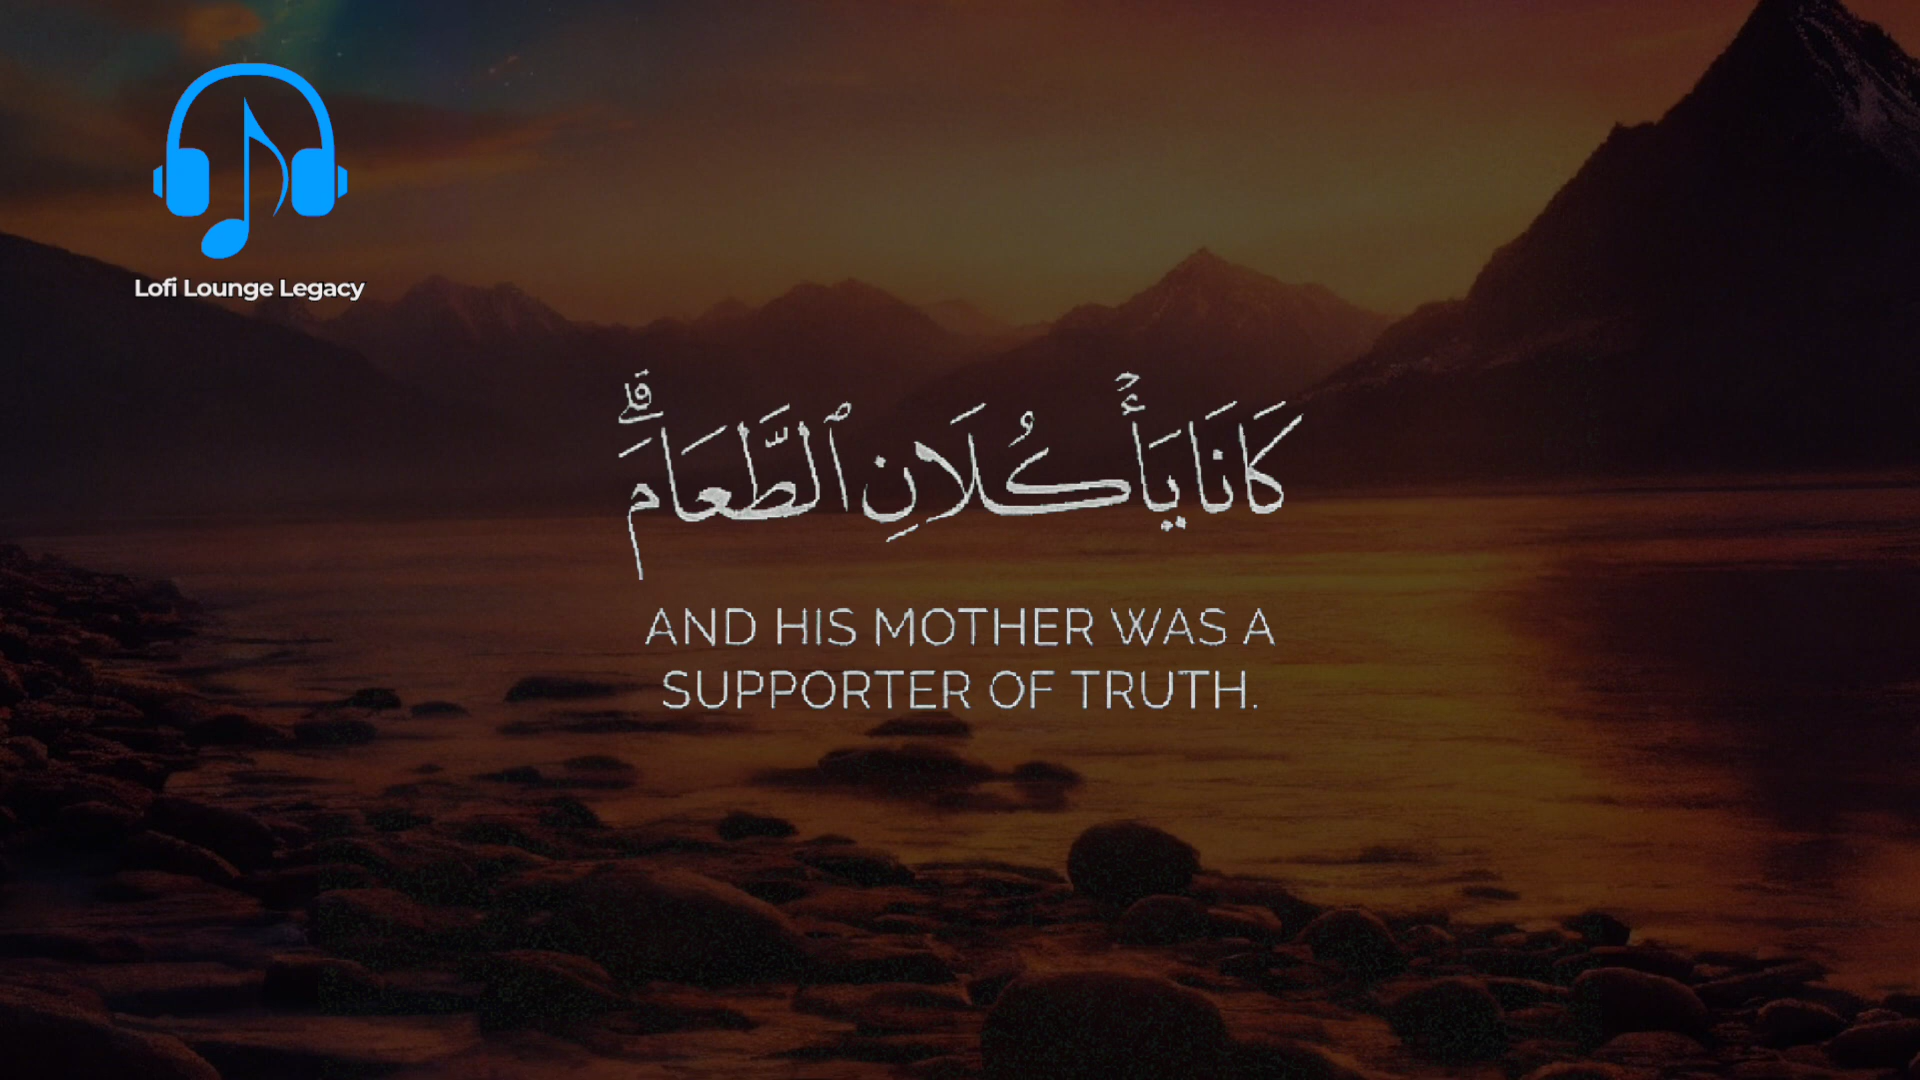 Lofi Lounge Legacy
كَانَا يَأۡكُلَانِ ٱلطَّعَامَۗ
AND HIS MOTHER WAS A
SUPPORTER OF TRUTH.